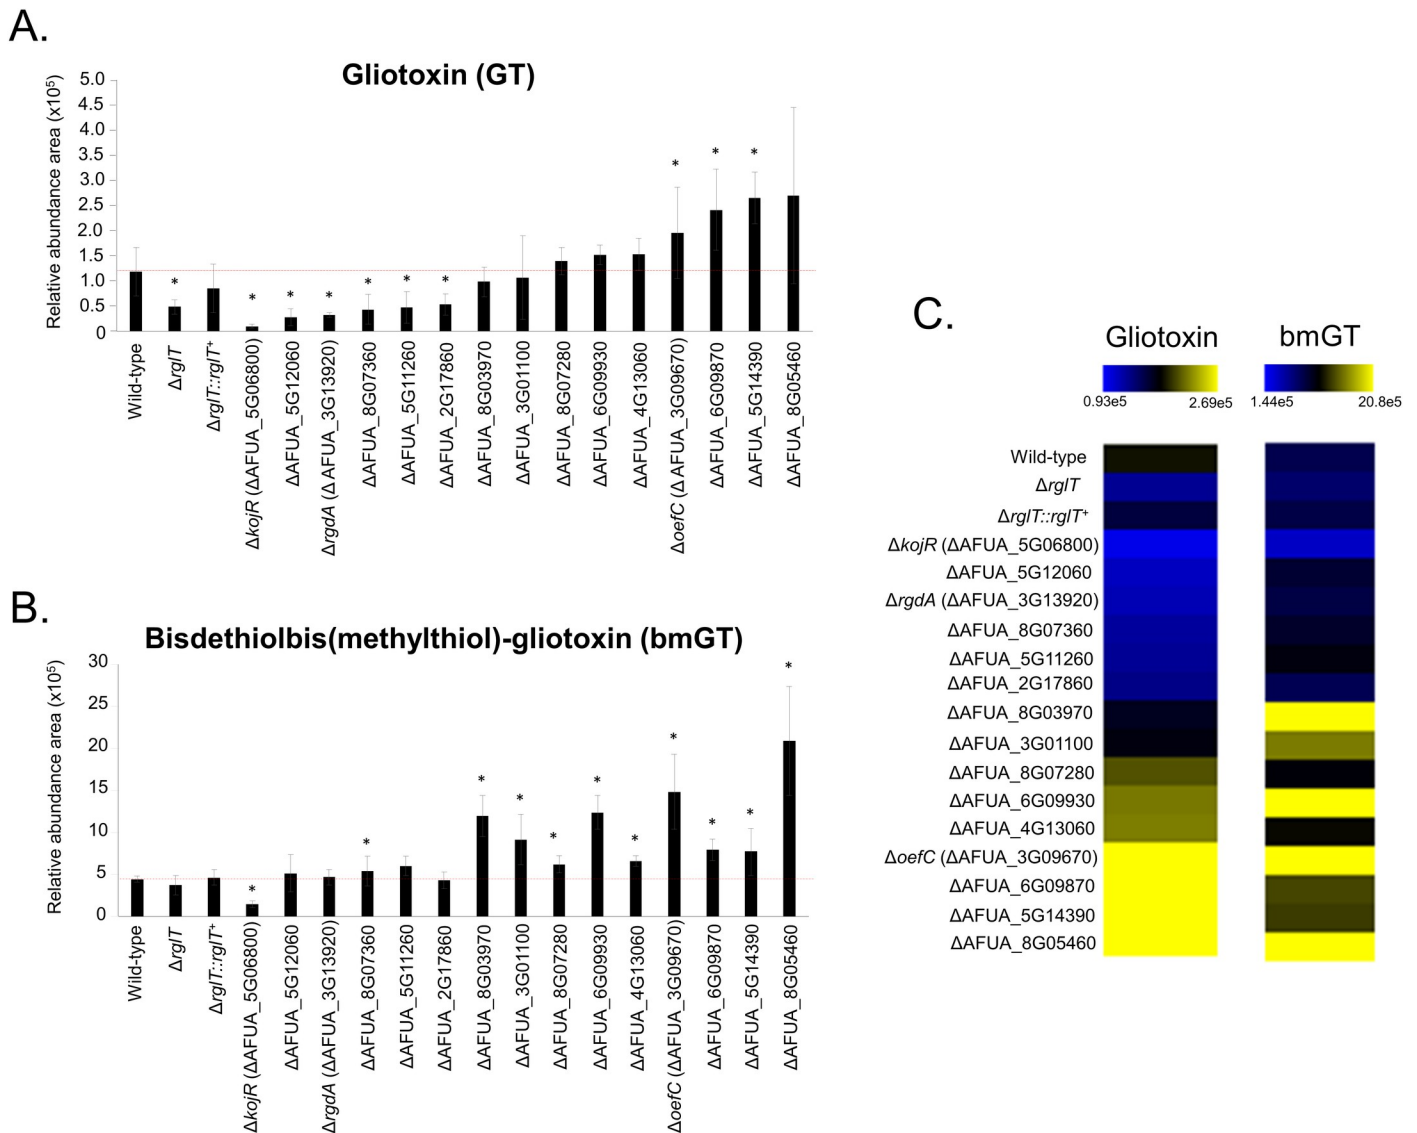 A.
Gliotoxin (GT)
Relative abundance area (x10⁵)
5.0
4.5
4.0
3.5
3.0
2.5
2.0
1.5
1.0
0.5
0
*
*
*
*
*
*
*
*
*
*
Wild-type
ΔrglT
ΔrglT::rglT⁺
ΔkojR (ΔAFUA_5G06800)
ΔAFUA_5G12060
ΔrgdA (ΔAFUA_3G13920)
ΔAFUA_8G07360
ΔAFUA_5G11260
ΔAFUA_2G17860
ΔAFUA_8G03970
ΔAFUA_3G01100
ΔAFUA_8G07280
ΔAFUA_6G09930
ΔAFUA_4G13060
ΔoefC (ΔAFUA_3G09670)
ΔAFUA_6G09870
ΔAFUA_5G14390
ΔAFUA_8G05460
B.
Bisdethiolbis(methylthiol)-gliotoxin (bmGT)
Relative abundance area (x10⁵)
30
25
20
15
10
5
0
*
*
*
*
*
*
*
*
*
*
*
Wild-type
ΔrglT
ΔrglT::rglT⁺
ΔkojR (ΔAFUA_5G06800)
ΔAFUA_5G12060
ΔrgdA (ΔAFUA_3G13920)
ΔAFUA_8G07360
ΔAFUA_5G11260
ΔAFUA_2G17860
ΔAFUA_8G03970
ΔAFUA_3G01100
ΔAFUA_8G07280
ΔAFUA_6G09930
ΔAFUA_4G13060
ΔoefC (ΔAFUA_3G09670)
ΔAFUA_6G09870
ΔAFUA_5G14390
ΔAFUA_8G05460
C.
Gliotoxin bmGT
0.93e5 2.69e5 1.44e5 20.8e5
Wild-type
ΔrglT
ΔrglT::rglT⁺
ΔkojR (ΔAFUA_5G06800)
ΔAFUA_5G12060
ΔrgdA (ΔAFUA_3G13920)
ΔAFUA_8G07360
ΔAFUA_5G11260
ΔAFUA_2G17860
ΔAFUA_8G03970
ΔAFUA_3G01100
ΔAFUA_8G07280
ΔAFUA_6G09930
ΔAFUA_4G13060
ΔoefC (ΔAFUA_3G09670)
ΔAFUA_6G09870
ΔAFUA_5G14390
ΔAFUA_8G05460